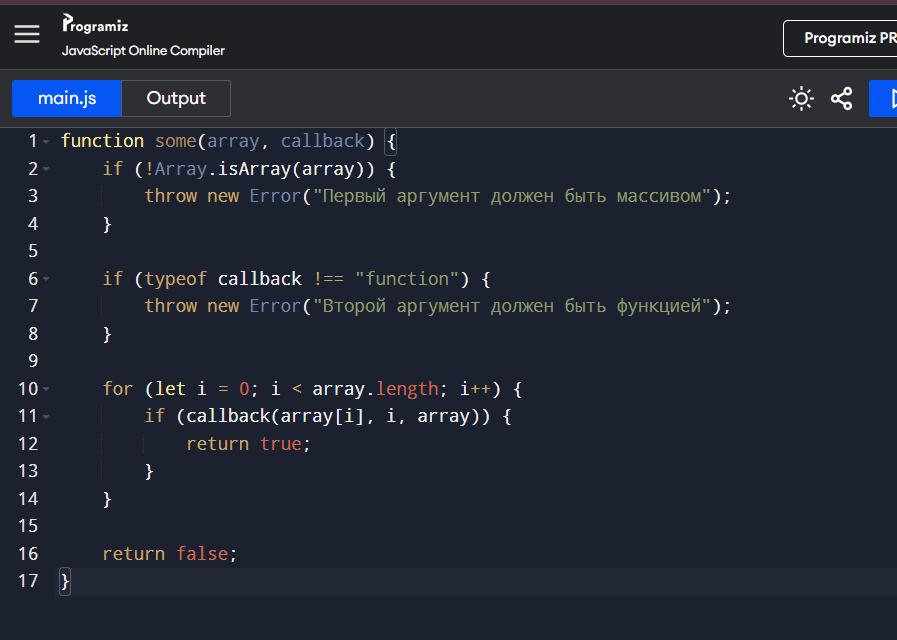 Programiz
JavaScript Online Compiler
Programiz PR
main.js
Output
1 function some(array, callback) {
2     if (!Array.isArray(array)) {
3         throw new Error("Первый аргумент должен быть массивом");
4     }
5
6     if (typeof callback !== "function") {
7         throw new Error("Второй аргумент должен быть функцией");
8     }
9
10     for (let i = 0; i < array.length; i++) {
11         if (callback(array[i], i, array)) {
12             return true;
13         }
14     }
15
16     return false;
17 }